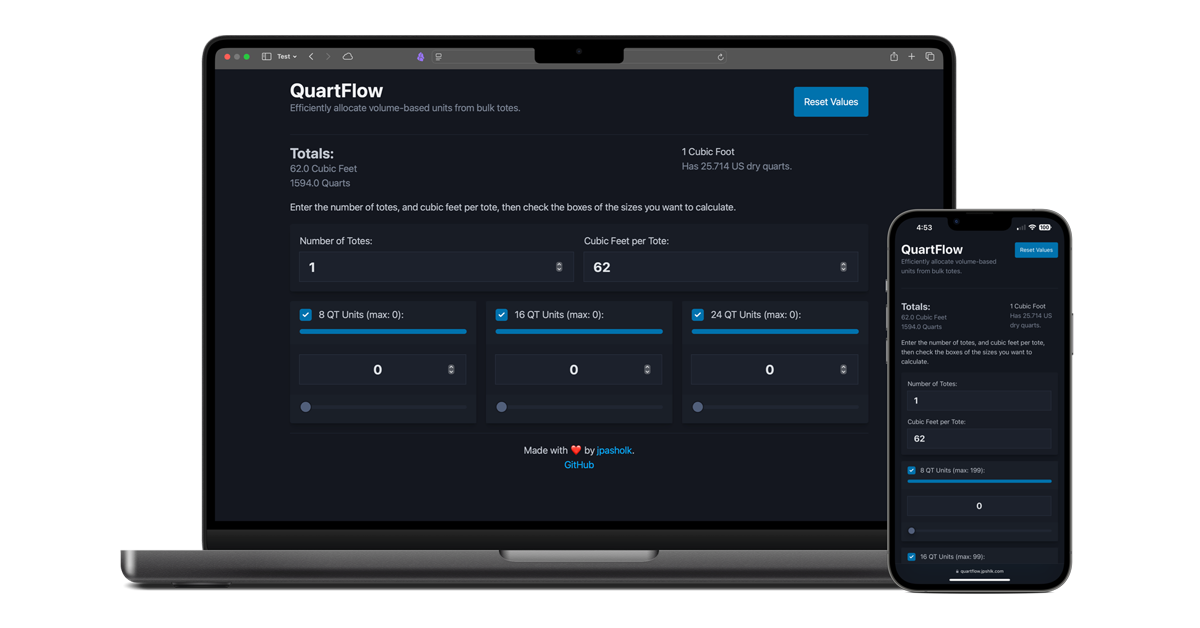 Test
QuartFlow
Efficiently allocate volume-based units from bulk totes.
Reset Values
Totals:
62.0 Cubic Feet
1594.0 Quarts
1 Cubic Foot
Has 25.714 US dry quarts.
Enter the number of totes, and cubic feet per tote, then check the boxes of the sizes you want to calculate.
Number of Totes:
1
Cubic Feet per Tote:
62
8 QT Units (max: 0):
0
16 QT Units (max: 0):
0
24 QT Units (max: 0):
0
Made with ❤️ by jpasholk.
GitHub
4:53
100
QuartFlow
Efficiently allocate volume-based
units from bulk totes.
Reset Values
Totals:
62.0 Cubic Feet
1594.0 Quarts
1 Cubic Foot
Has 25.714 US
dry quarts.
Enter the number of totes, and cubic feet per tote,
then check the boxes of the sizes you want to
calculate.
Number of Totes:
1
Cubic Feet per Tote:
62
8 QT Units (max: 199):
0
16 QT Units (max: 99):
quartflow.jpshlk.com